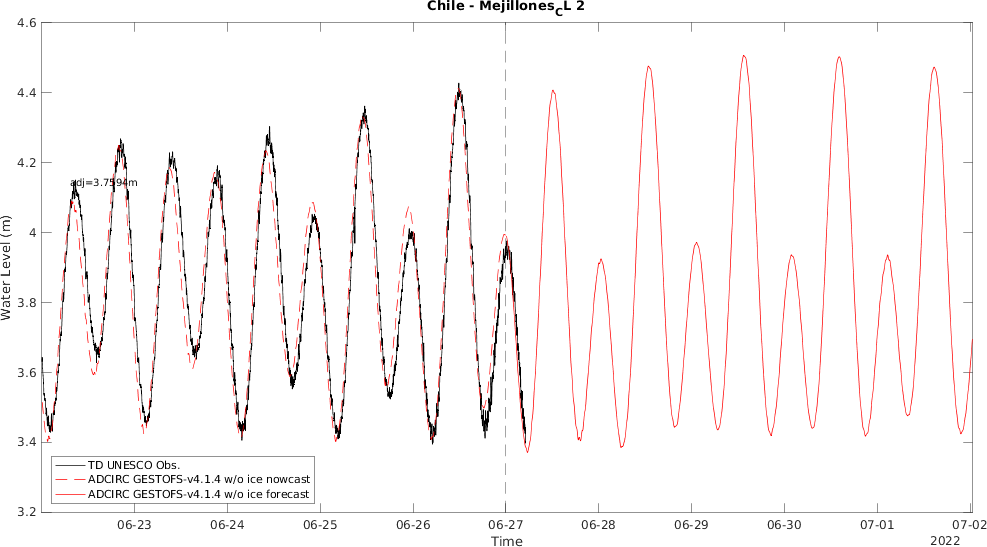 Chile - Mejillones_CL 2
4.6
4.4
4.2
4
3.8
3.6
3.4
3.2
Water Level (m)
adj=3.7594m
TD UNESCO Obs.
ADCIRC GESTOFS-v4.1.4 w/o ice nowcast
ADCIRC GESTOFS-v4.1.4 w/o ice forecast
06-23 06-24 06-25 06-26 06-27 06-28 06-29 06-30 07-01 07-02
Time
2022